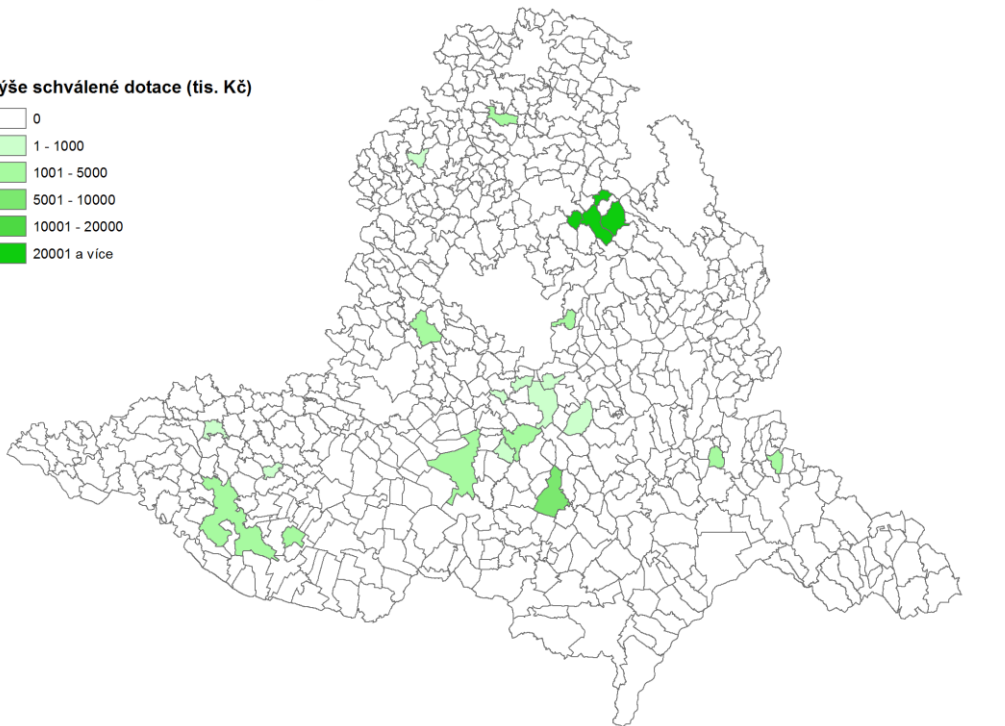 ýše schválené dotace (tis. Kč)
0
1 - 1000
1001 - 5000
5001 - 10000
10001 - 20000
20001 a více